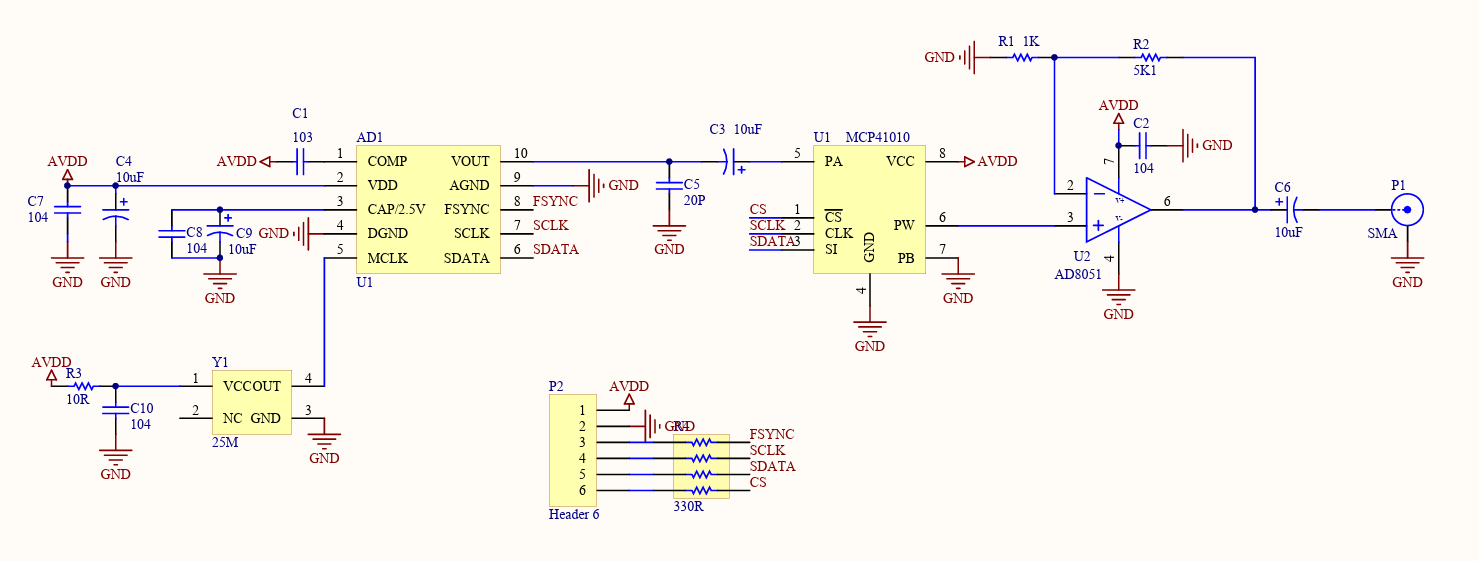 R1 1K
R2
5K1
GND
AVDD
C2
104
GND
7
C1
103
AD1
AVDD
1
COMP
VOUT
10
2
VDD
AGND
9
GND
3
CAP/2.5V
FSYNC
8
FSYNC
4
DGND
SCLK
7
SCLK
5
MCLK
SDATA
6
SDATA
U1
AVDD
C4
10uF
C7
104
GND
GND
C8
104
C9
10uF
GND
GND
C3 10uF
C5
20P
GND
U1
MCP41010
5
PA
VCC
8
AVDD
CS
1
CS
SCLK
2
CLK
SDATA
3
SI
PW
6
PB
7
GND
4
GND
GND
2
3
6
4
U2
AD8051
GND
C6
10uF
P1
SMA
GND
AVDD
R3
10R
C10
104
GND
Y1
1
VCC
OUT
4
2
NC
GND
3
25M
GND
P2
AVDD
1
2
GND
R4
3
FSYNC
4
SCLK
5
SDATA
6
CS
Header 6
330R